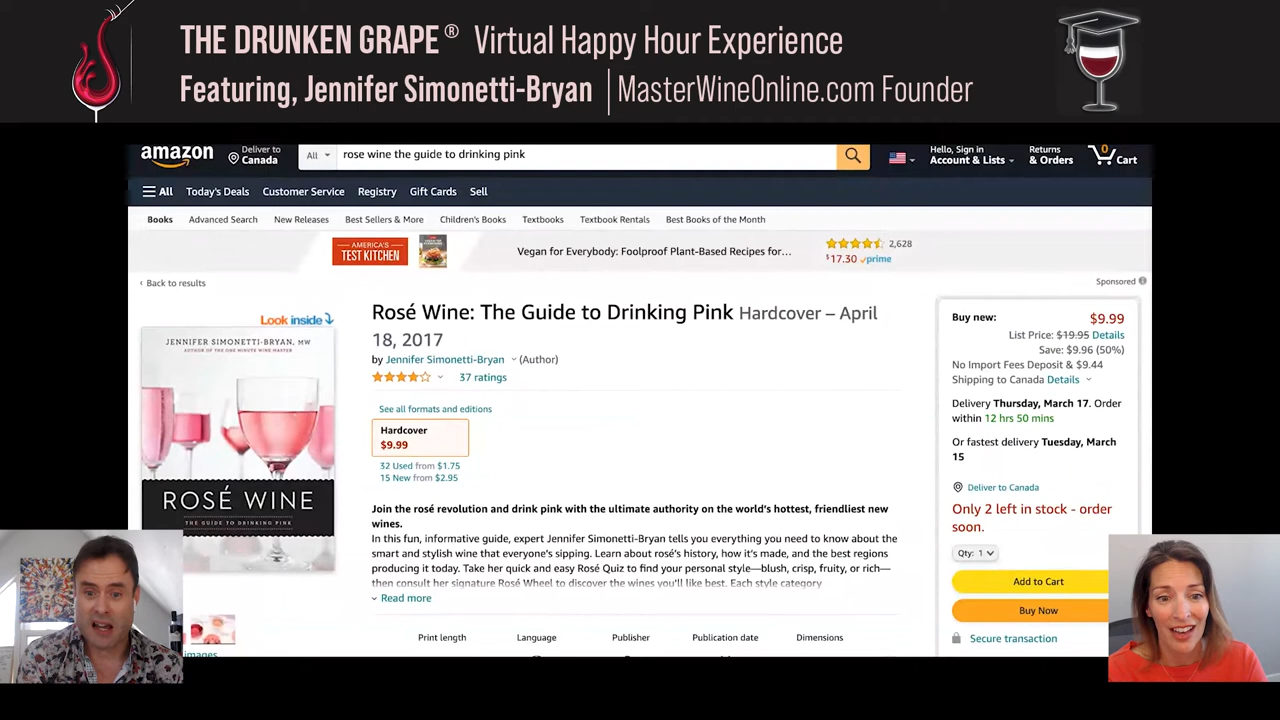 THE DRUNKEN GRAPE® Virtual Happy Hour Experience
Featuring, Jennifer Simonetti-Bryan | MasterWineOnline.com Founder
amazon
Deliver to
Canada
All
rose wine the guide to drinking pink
Hello, Sign in
Account & Lists
Returns
& Orders
0
Cart
All
Today's Deals
Customer Service
Registry
Gift Cards
Sell
Books
Advanced Search
New Releases
Best Sellers & More
Children's Books
Textbooks
Textbook Rentals
Best Books of the Month
AMERICA'S
TEST KITCHEN
Vegan for Everybody: Foolproof Plant-Based Recipes for...
2,628
$17.30 prime
‹ Back to results
Sponsored
Look inside
JENNIFER SIMONETTI-BRYAN, MW
AUTHOR OF THE ONE MINUTE WINE MASTER
ROSÉ WINE
THE GUIDE TO DRINKING PINK
images
Rosé Wine: The Guide to Drinking Pink Hardcover – April
18, 2017
by Jennifer Simonetti-Bryan (Author)
37 ratings
See all formats and editions
Hardcover
$9.99
32 Used from $1.75
15 New from $2.95
Join the rosé revolution and drink pink with the ultimate authority on the world's hottest, friendliest new
wines.
In this fun, informative guide, expert Jennifer Simonetti-Bryan tells you everything you need to know about the
smart and stylish wine that everyone's sipping. Learn about rosé's history, how it's made, and the best regions
producing it today. Take her quick and easy Rosé Quiz to find your personal style—blush, crisp, fruity, or rich—
then consult her signature Rosé Wheel to discover the wines you'll like best. Each style category
Read more
Print length
Language
Publisher
Publication date
Dimensions
Buy new:
$9.99
List Price: $19.95 Details
Save: $9.96 (50%)
No Import Fees Deposit & $9.44
Shipping to Canada Details
Delivery Thursday, March 17. Order
within 12 hrs 50 mins
Or fastest delivery Tuesday, March
15
Deliver to Canada
Only 2 left in stock - order
soon.
Qty: 1
Add to Cart
Buy Now
Secure transaction